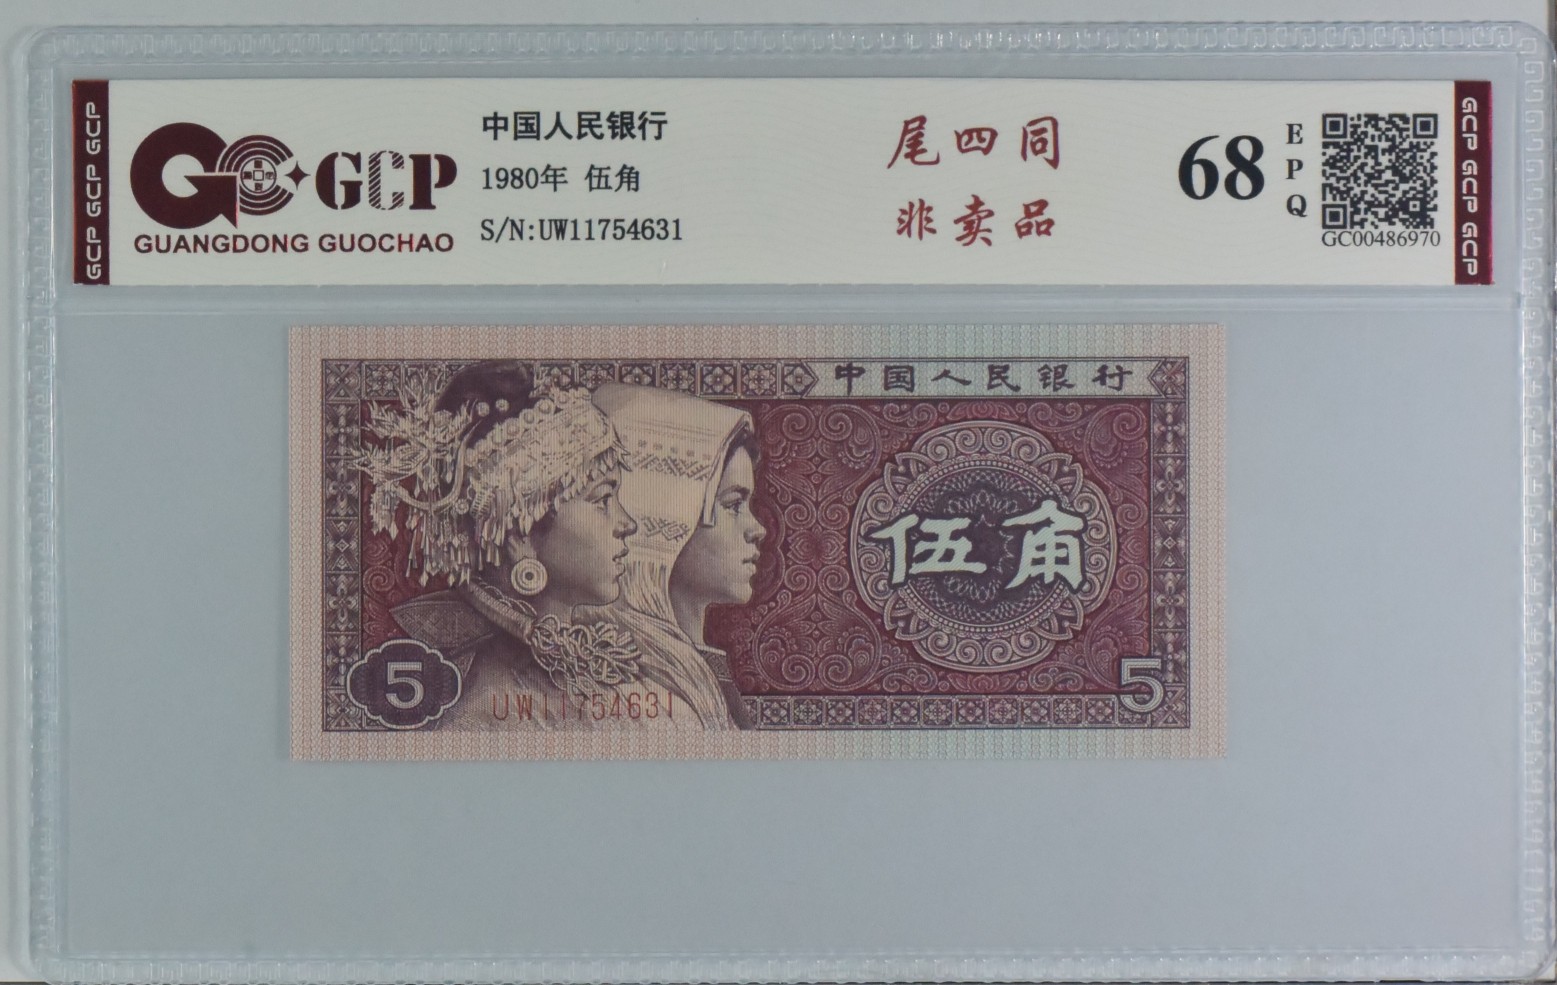 GCP GCP GCP
GCP
GUANGDONG GUOCHAO
中国人民银行
1980年 伍角
S/N:UW11754631
尾四同
非卖品
68
EPQ
GC00486970
GCP GCP GCP
中国人民银行
伍角
5
UW11754631
5